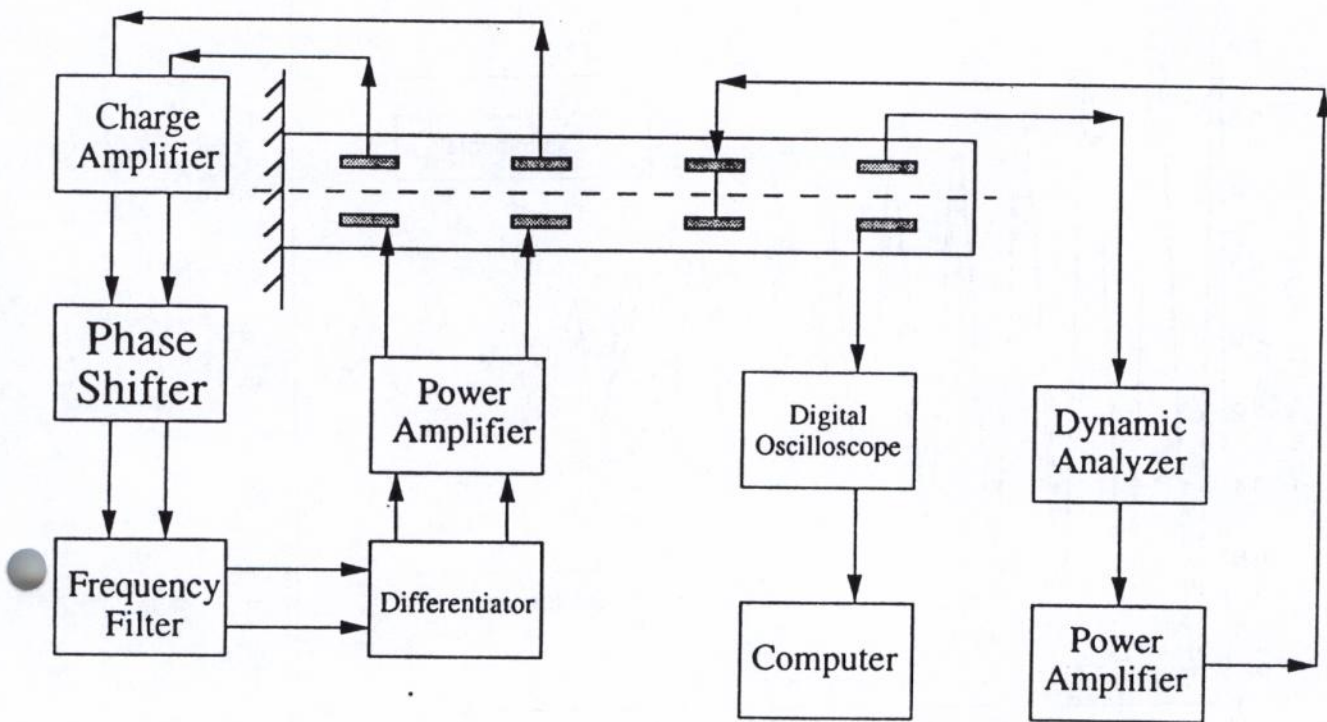 Charge
Amplifier
Phase
Shifter
Frequency
Filter
Differentiator
Power
Amplifier
Digital
Oscilloscope
Computer
Dynamic
Analyzer
Power
Amplifier